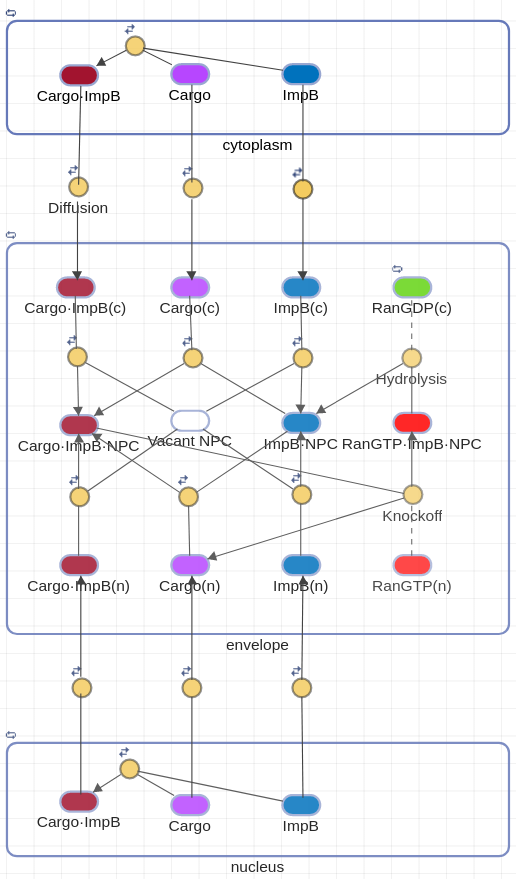 Cargo·ImpB
Cargo
ImpB
cytoplasm
Diffusion
Cargo·ImpB(c)
Cargo(c)
ImpB(c)
RanGDP(c)
Hydrolysis
Cargo·ImpB·NPC
Vacant NPC
ImpB·NPC
RanGTP·ImpB·NPC
Knockoff
Cargo·ImpB(n)
Cargo(n)
ImpB(n)
RanGTP(n)
envelope
Cargo·ImpB
Cargo
ImpB
nucleus